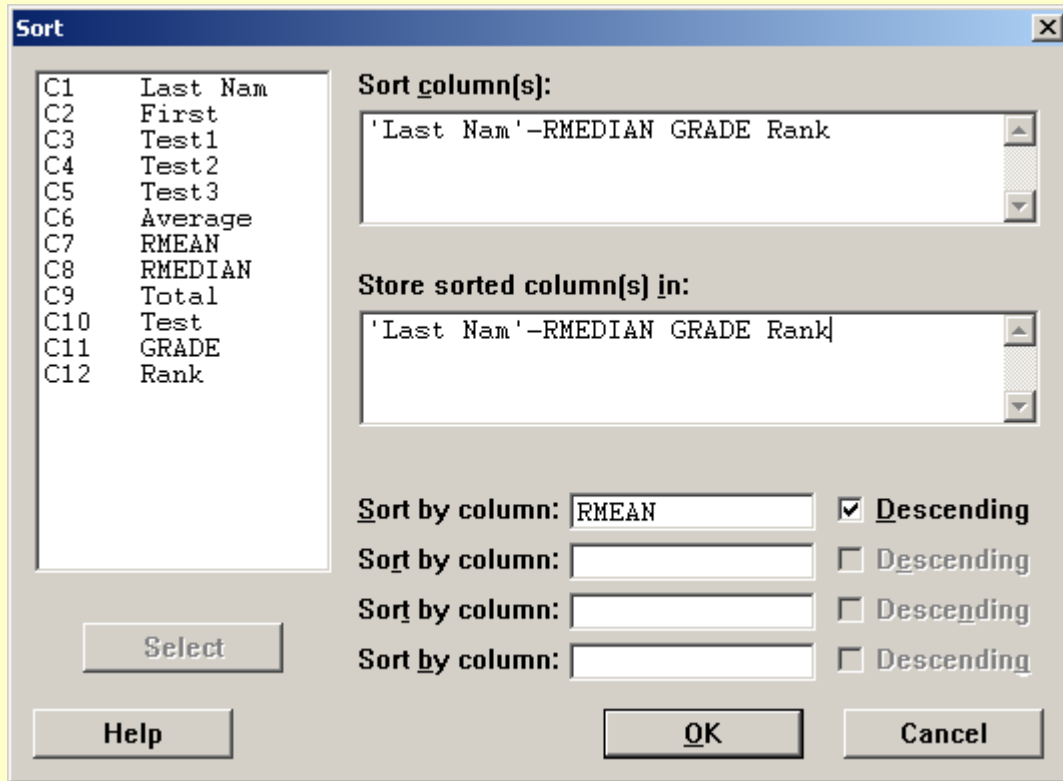 Sort
C1 Last Nam
C2 First
C3 Test1
C4 Test2
C5 Test3
C6 Average
C7 RMEAN
C8 RMEDIAN
C9 Total
C10 Test
C11 GRADE
C12 Rank
Select
Help
Sort column(s):
'Last Nam'-RMEDIAN GRADE Rank
Store sorted column(s) in:
'Last Nam'-RMEDIAN GRADE Rank
Sort by column: RMEAN Descending
Sort by column: Descending
Sort by column: Descending
Sort by column: Descending
OK Cancel